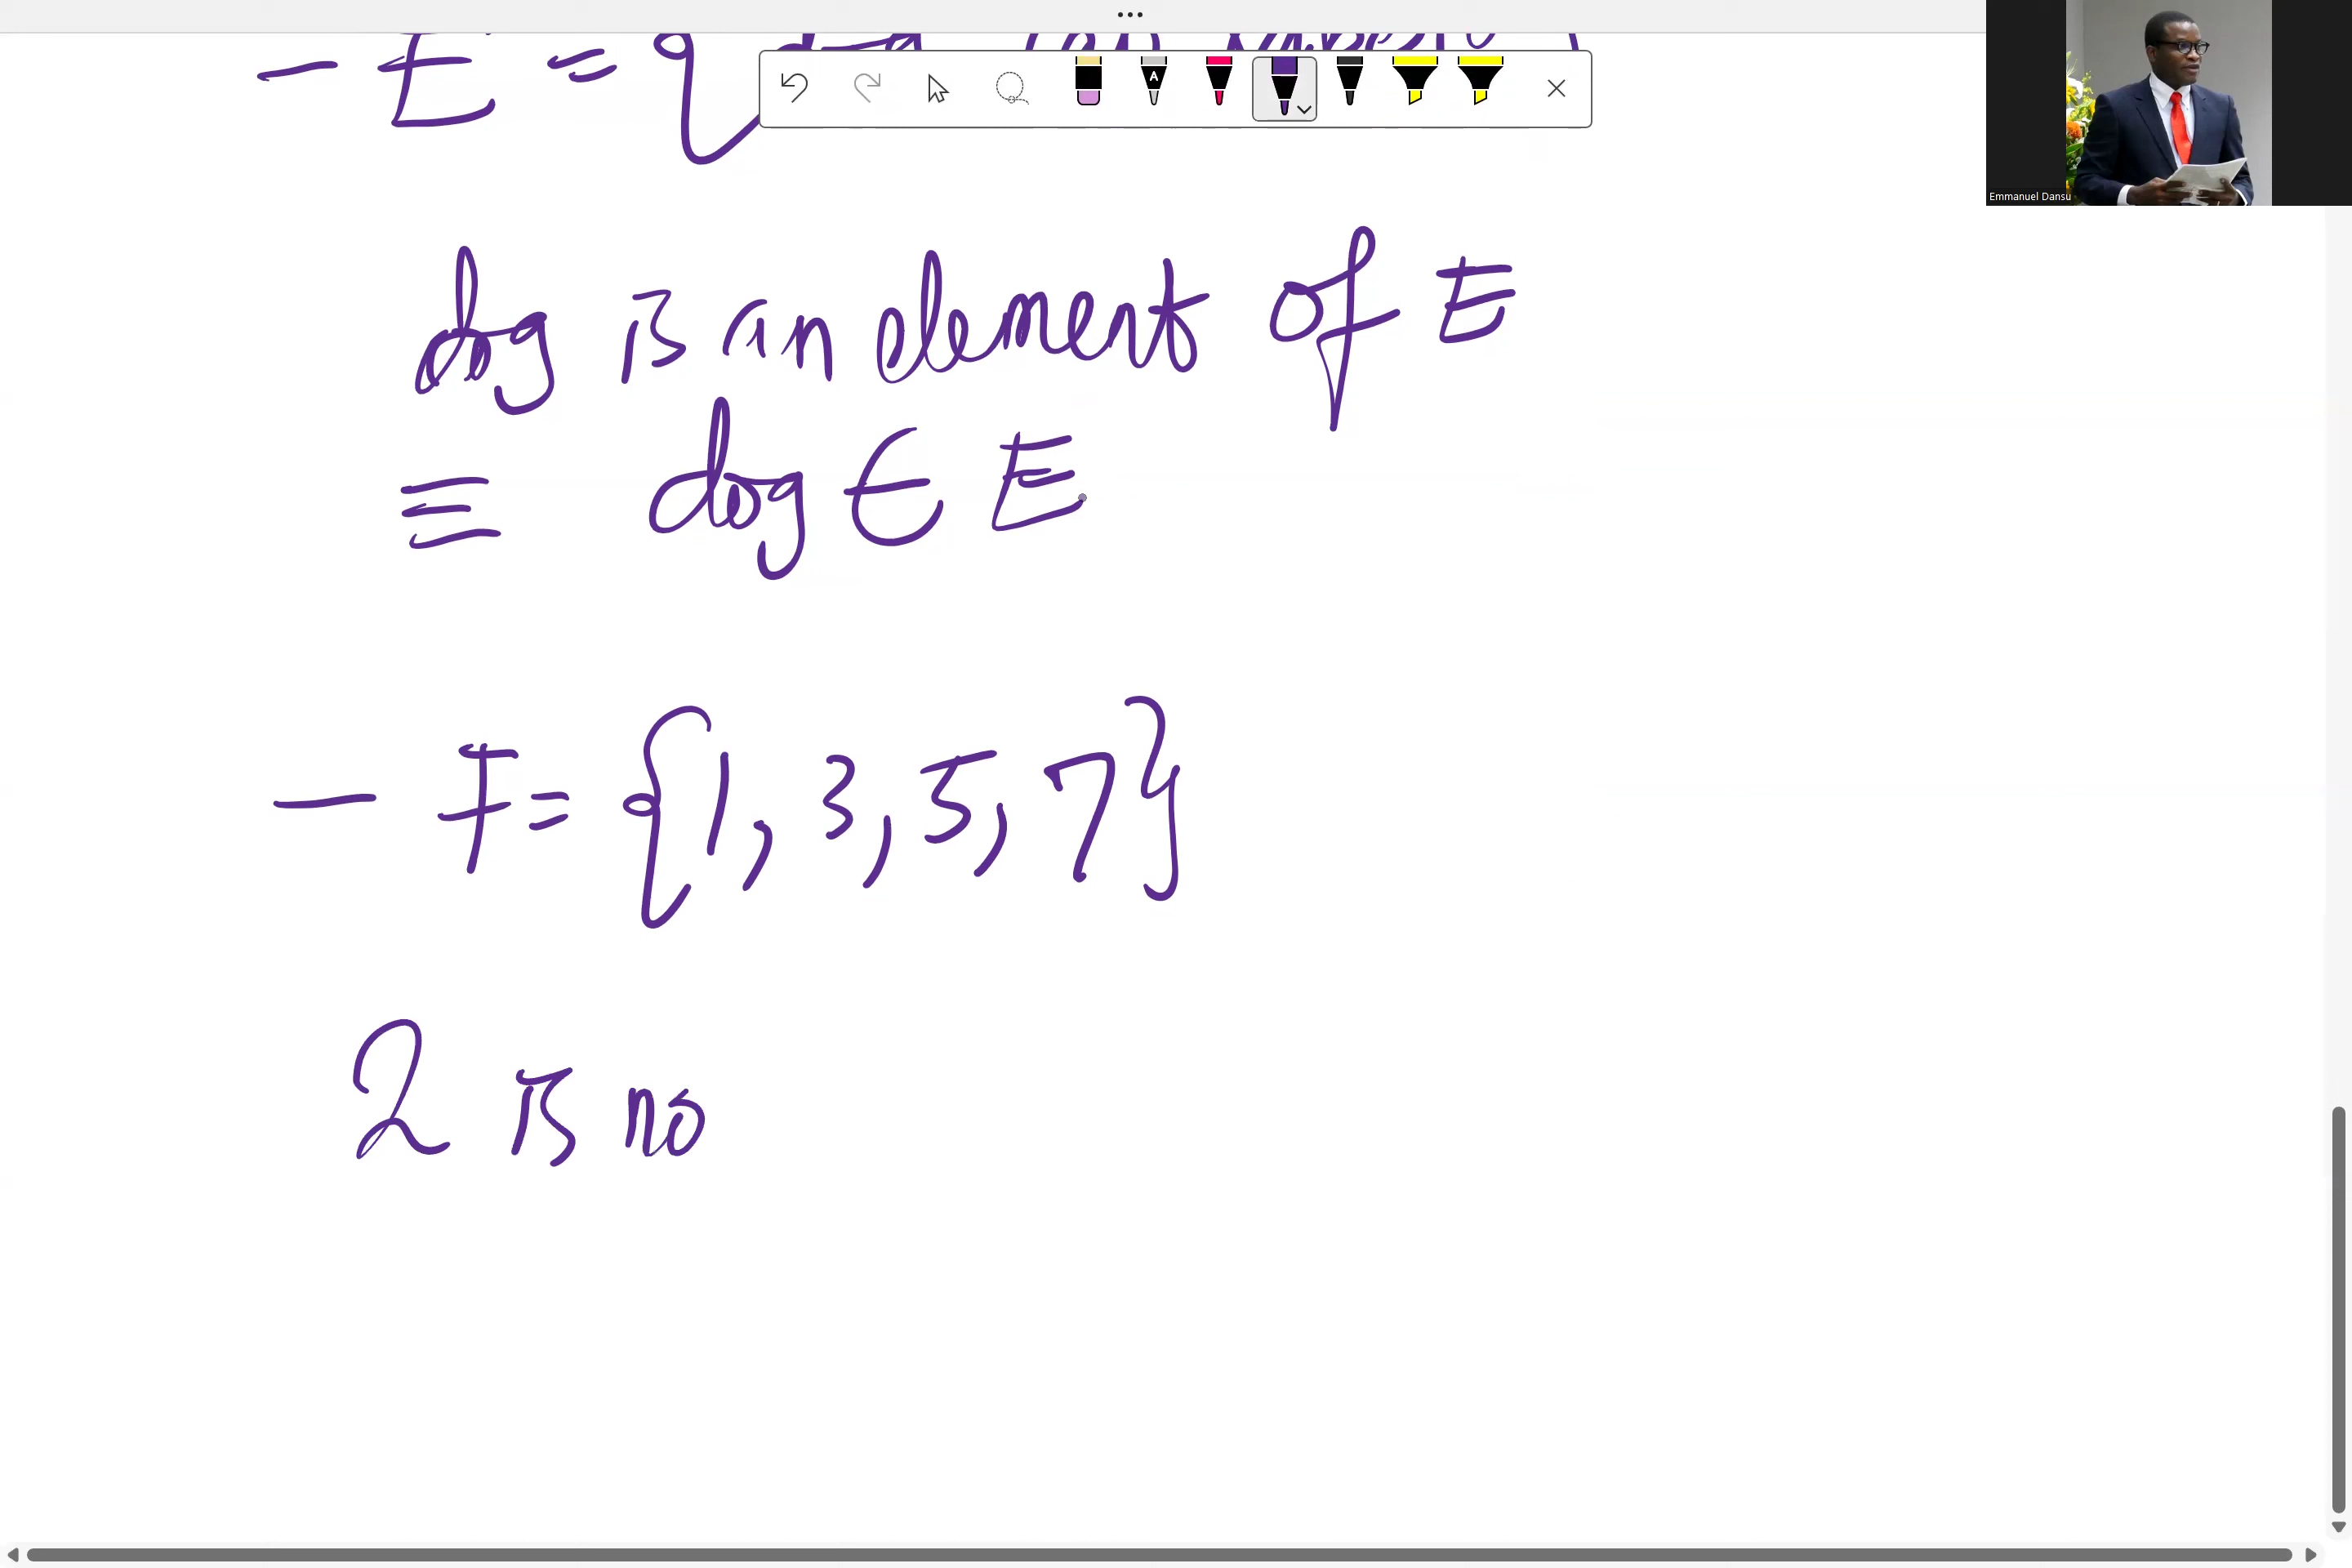 - E = {
Emmanuel Dansu
dog is an element of E
≡ dog ∈ E
- F = {1, 3, 5, 7}
2 is no